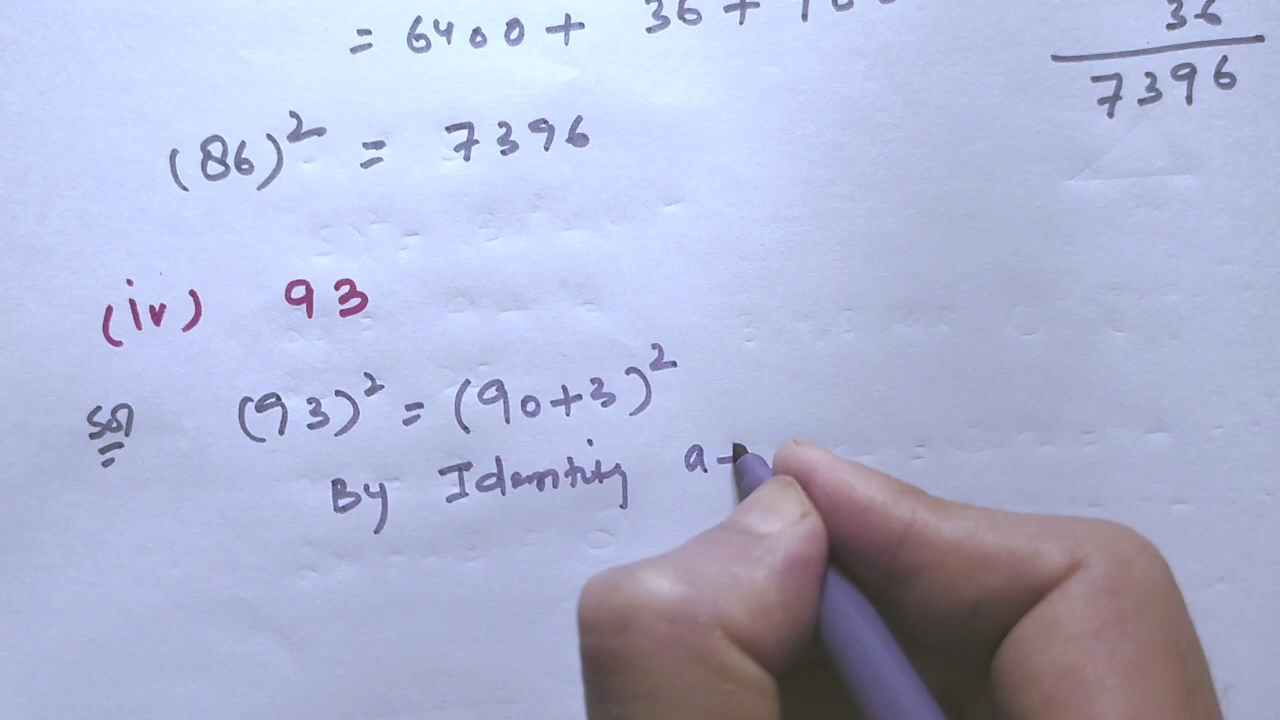 = 6400 + 36 +
36
7396
(86)² = 7396
(iv) 93
Sol (93)² = (90+3)²
By Identity a